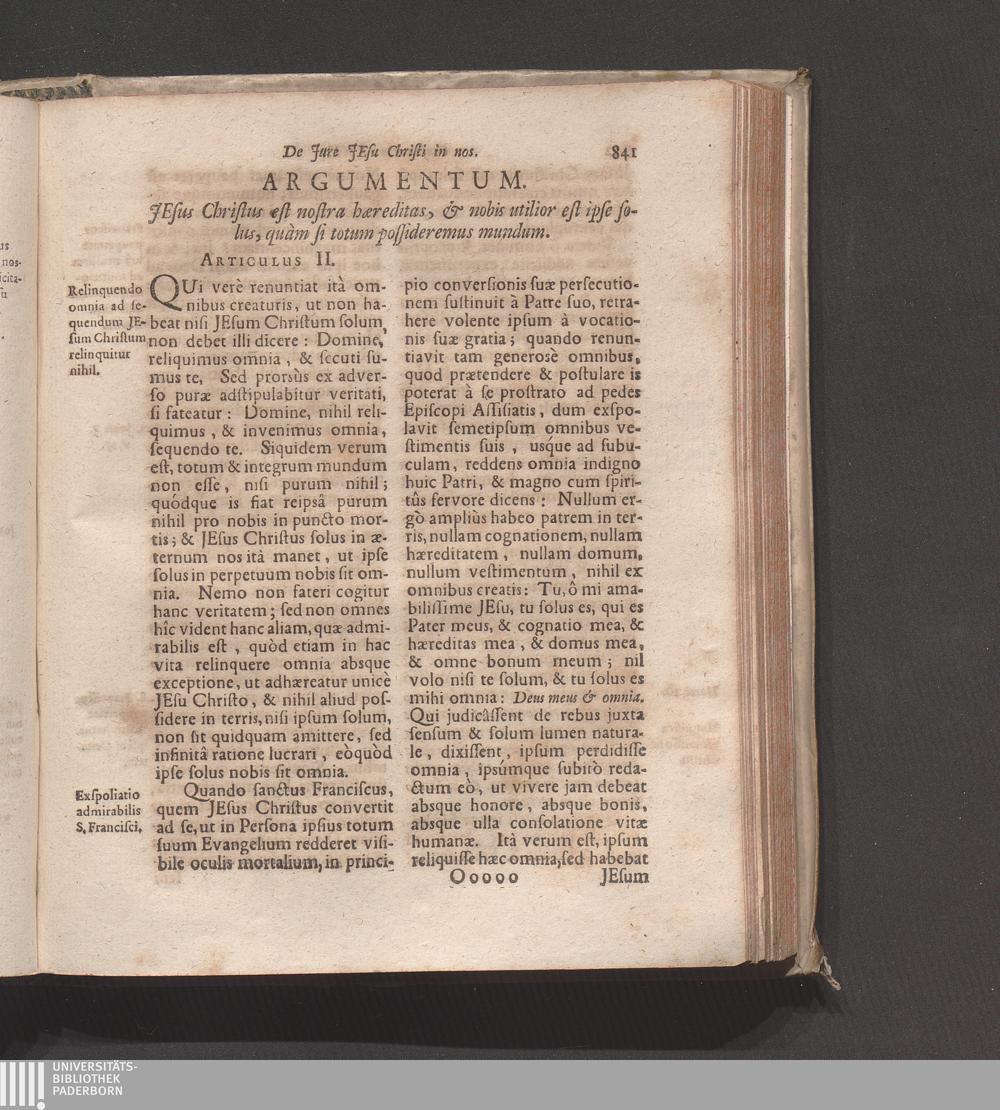 De Jure JEsu Christi in nos. 841
ARGUMENTUM.
JEsus Christus est nostra hæreditas, & nobis utilior est ipse so-
lus, quàm si totum possideremus mundum.
ARTICULUS II.
Relinquendo
omnia ad se-
quendum JE-
sum Christum
relinquitur
nihil.
QUi verè renuntiat ità om-
nibus creaturis, ut non ha-
beat nisi JEsum Christum solum,
non debet illi dicere: Domine,
reliquimus omnia, & secuti su-
mus te, Sed prorsùs ex adver-
so puræ adstipulabitur veritati,
si fateatur: Domine, nihil reli-
quimus, & invenimus omnia,
sequendo te. Siquidem verum
est, totum & integrum mundum
non esse, nisi purum nihil;
quódque is fiat reipsâ purum
nihil pro nobis in puncto mor-
tis; & JEsus Christus solus in æ-
ternum nos ità manet, ut ipse
solus in perpetuum nobis sit om-
nia. Nemo non fateri cogitur
hanc veritatem; sed non omnes
hîc vident hanc aliam, quæ admi-
rabilis est, quòd etiam in hac
vita relinquere omnia absque
exceptione, ut adhæreatur unicè
JEsu Christo, & nihil aliud pos-
sidere in terris, nisi ipsum solum,
non sit quidquam amittere, sed
infinitâ ratione lucrari, eòquòd
ipse solus nobis sit omnia.
Exspoliatio
admirabilis
S. Francisci.
Quando sanctus Franciscus,
quem JEsus Christus convertit
ad se, ut in Persona ipsius totum
suum Evangelium redderet visi-
bile oculis mortalium, in princi-
pio conversionis suæ persecutio-
nem sustinuit à Patre suo, retra-
here volente ipsum à vocatio-
nis suæ gratia; quando renun-
tiavit tam generosè omnibus,
quod prætendere & postulare is
poterat à se prostrato ad pedes
Episcopi Assisiatis, dum exspo-
lavit semetipsum omnibus ve-
stimentis suis, usque ad subu-
culam, reddens omnia indigno
huic Patri, & magno cum spiri-
tûs fervore dicens: Nullum er-
gò ampliùs habeo patrem in ter-
ris, nullam cognationem, nullam
hæreditatem, nullam domum,
nullum vestimentum, nihil ex
omnibus creatis: Tu, ô mi ama-
bilissime JEsu, tu solus es, qui es
Pater meus, & cognatio mea, &
hæreditas mea, & domus mea,
& omne bonum meum; nil
volo nisi te solum, & tu solus es
mihi omnia: Deus meus & omnia.
Qui judicâssent de rebus juxta
sensum & solum lumen natura-
le, dixissent, ipsum perdidisse
omnia, ipsúmque subitò reda-
ctum eò, ut vivere jam debeat
absque honore, absque bonis,
absque ulla consolatione vitæ
humanæ. Ità verum est, ipsum
reliquisse hæc omnia, sed habebat
Ooooo JEsum
UNIVERSITÄTS-
BIBLIOTHEK
PADERBORN